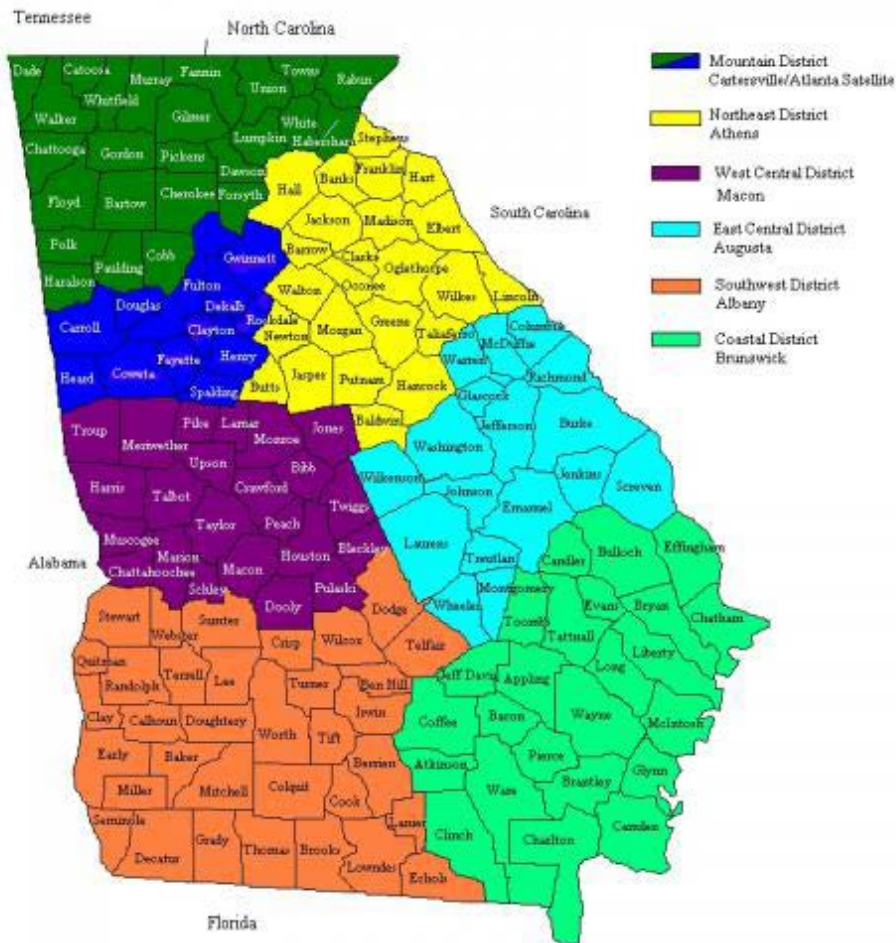 Tennessee
North Carolina
Mountain District
Cartersville/Atlanta Satellite
Northeast District
Athens
West Central District
Macon
East Central District
Augusta
Southwest District
Albany
Coastal District
Brunswick
South Carolina
Alabama
Florida
Dade
Catoosa
Murray
Fannin
Union
Towns
Rabun
Whitfield
Walker
Gilmer
Lumpkin
White
Habersham
Stephens
Chattooga
Gordon
Pickens
Dawson
Hall
Banks
Franklin
Hart
Floyd
Bartow
Cherokee
Forsyth
Jackson
Madison
Elbert
Polk
Paulding
Cobb
Gwinnett
Barrow
Clarke
Oglethorpe
Haralson
Douglas
Fulton
Dekalb
Walton
Oconee
Wilkes
Lincoln
Carroll
Clayton
Rockdale
Newton
Morgan
Greene
Taliaferro
Columbia
McDuffie
Warren
Heard
Coweta
Fayette
Henry
Spalding
Butts
Jasper
Putnam
Hancock
Glascock
Richmond
Troup
Meriwether
Pike
Lamar
Monroe
Jones
Baldwin
Washington
Jefferson
Burke
Upson
Bibb
Wilkenson
Jenkins
Screven
Harris
Talbot
Crawford
Twiggs
Johnson
Emanuel
Taylor
Peach
Muscogee
Marion
Chattahoochee
Macon
Houston
Bleckley
Laurens
Treutlan
Candler
Bulloch
Effingham
Schley
Dooly
Pulaski
Dodge
Wheeler
Montgomery
Toombs
Evans
Bryan
Chatham
Stewart
Webster
Sumter
Crisp
Wilcox
Telfair
Tattnall
Liberty
Long
Quitman
Randolph
Terrell
Lee
Turner
Ben Hill
Jeff Davis
Appling
Clay
Calhoun
Doughtery
Irwin
Coffee
Bacon
Wayne
McIntosh
Early
Baker
Worth
Tift
Berrien
Atkinson
Pierce
Brantley
Glynn
Miller
Mitchell
Colquit
Cook
Ware
Seminole
Decatur
Grady
Thomas
Brooks
Lowndes
Lanier
Echols
Clinch
Charlton
Camden